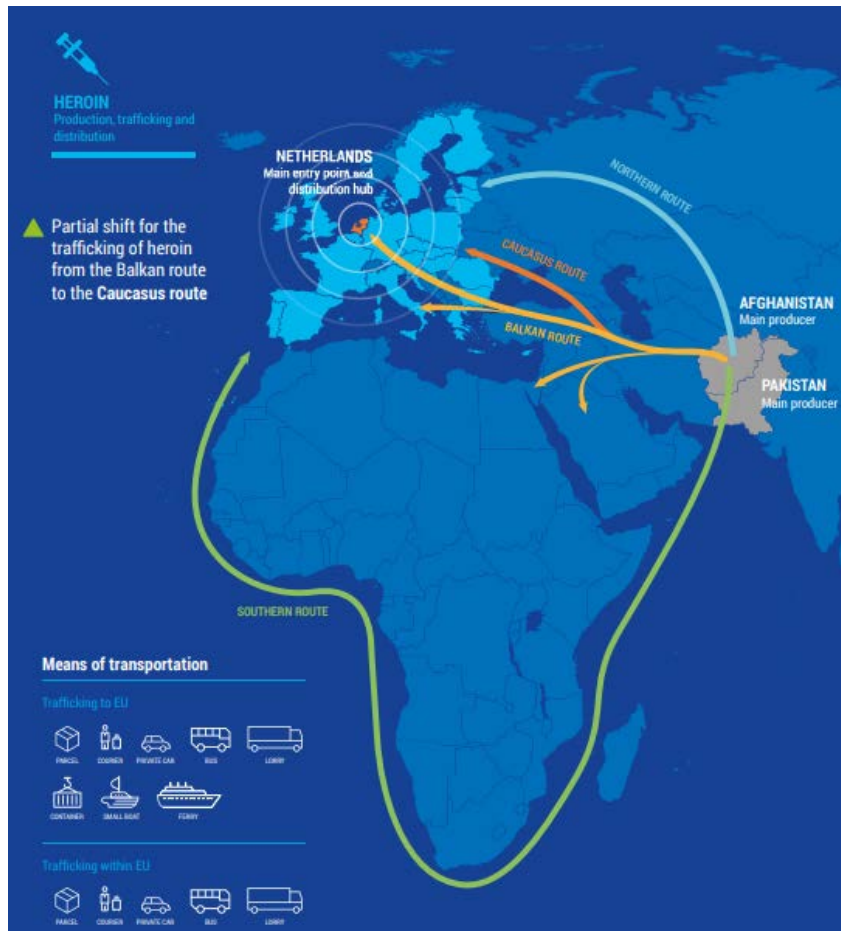 HEROIN
Production, trafficking and
distribution
NETHERLANDS
Main entry point and
distribution hub
Partial shift for the
trafficking of heroin
from the Balkan route
to the Caucasus route
NORTHERN ROUTE
CAUCASUS ROUTE
BALKAN ROUTE
AFGHANISTAN
Main producer
PAKISTAN
Main producer
SOUTHERN ROUTE
Means of transportation
Trafficking to EU
PARCEL COURIER PRIVATE CAR BUS LORRY
CONTAINER SMALL BOAT FERRY
Trafficking within EU
PARCEL COURIER PRIVATE CAR BUS LORRY